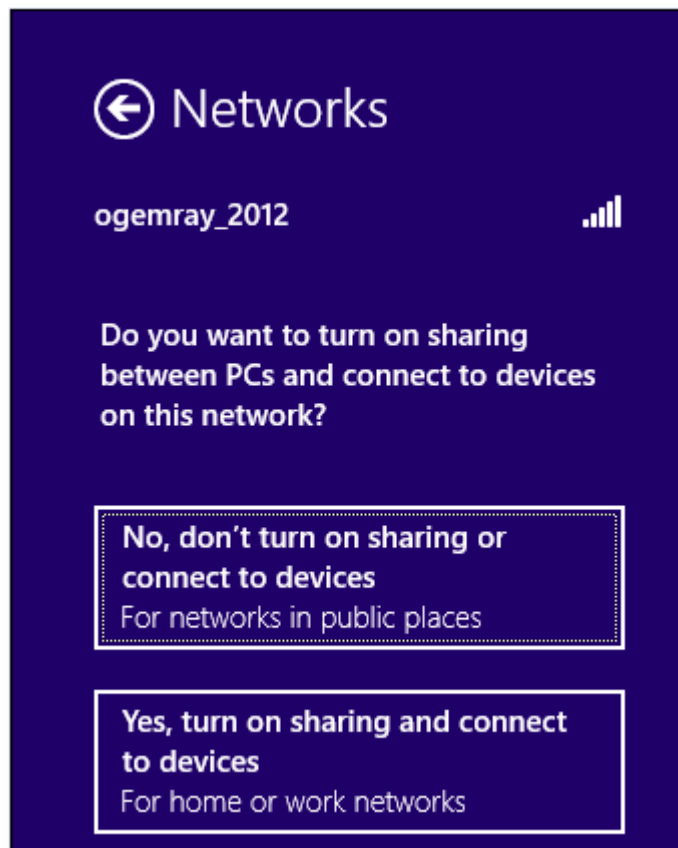 Networks
ogemray_2012
Do you want to turn on sharing
between PCs and connect to devices
on this network?
No, don’t turn on sharing or
connect to devices
For networks in public places
Yes, turn on sharing and connect
to devices
For home or work networks